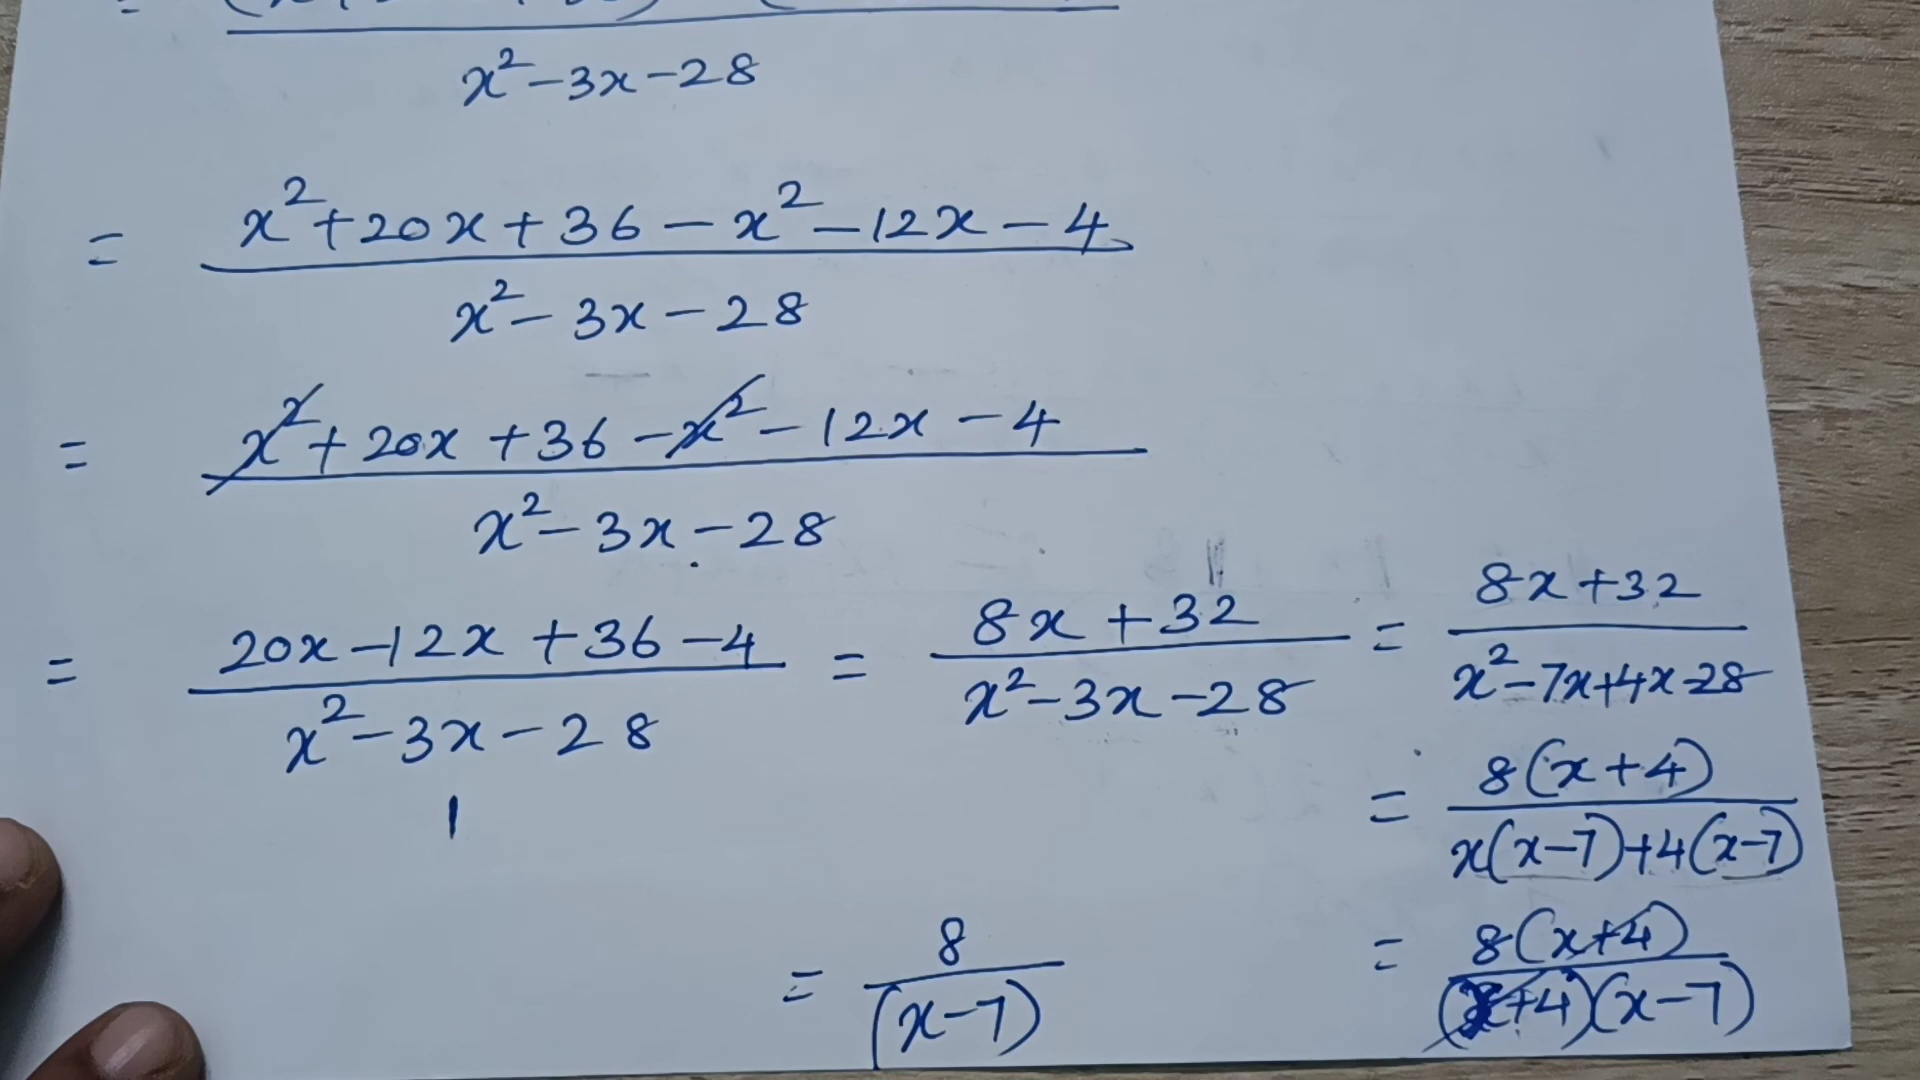 x²-3x-28
= x²+20x+36-x²-12x-4
x²-3x-28
= x²+20x+36-x²-12x-4
x²-3x-28
= 20x-12x+36-4
x²-3x-28
= 8x+32
x²-3x-28
= 8x+32
x²-7x+4x-28
= 8(x+4)
x(x-7)+4(x-7)
= 8(x+4)
(x+4)(x-7)
= 8
(x-7)